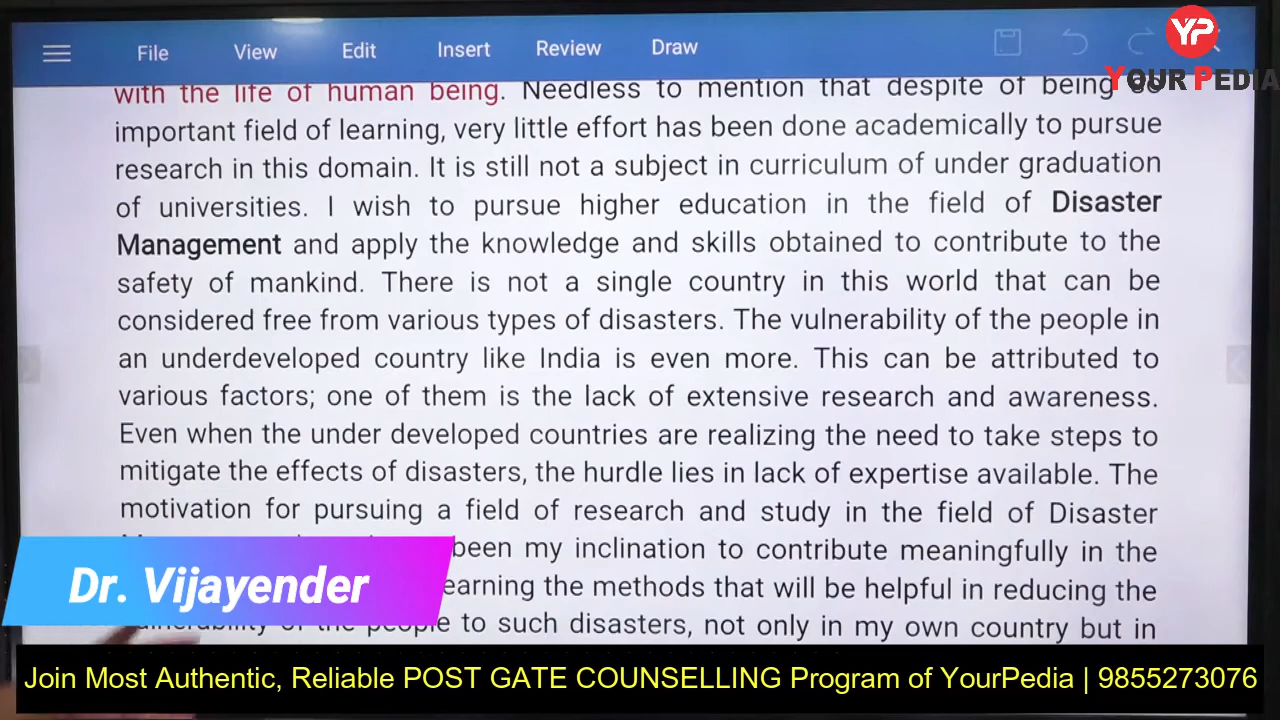 File View Edit Insert Review Draw
YP
YOUR PEDIA
with the life of human being. Needless to mention that despite of being so
important field of learning, very little effort has been done academically to pursue
research in this domain. It is still not a subject in curriculum of under graduation
of universities. I wish to pursue higher education in the field of Disaster
Management and apply the knowledge and skills obtained to contribute to the
safety of mankind. There is not a single country in this world that can be
considered free from various types of disasters. The vulnerability of the people in
an underdeveloped country like India is even more. This can be attributed to
various factors; one of them is the lack of extensive research and awareness.
Even when the under developed countries are realizing the need to take steps to
mitigate the effects of disasters, the hurdle lies in lack of expertise available. The
motivation for pursuing a field of research and study in the field of Disaster
been my inclination to contribute meaningfully in the
earning the methods that will be helpful in reducing the
vulnerability of the people to such disasters, not only in my own country but in
Dr. Vijayender
Join Most Authentic, Reliable POST GATE COUNSELLING Program of YourPedia | 9855273076